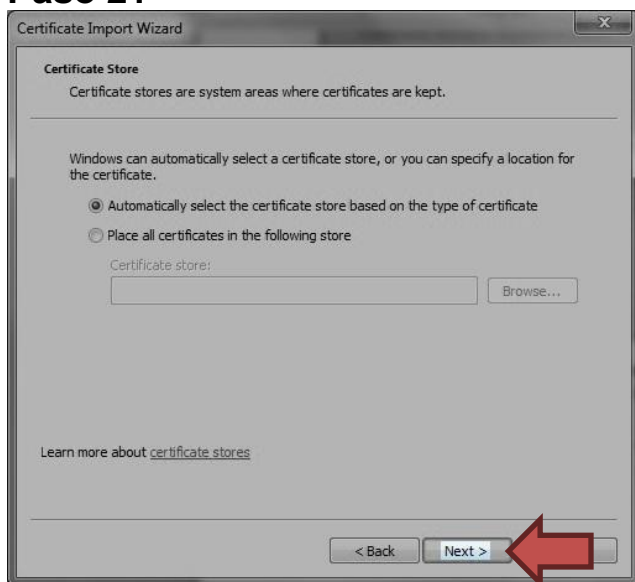 Certificate Import Wizard
Certificate Store
Certificate stores are system areas where certificates are kept.
Windows can automatically select a certificate store, or you can specify a location for
the certificate.
Automatically select the certificate store based on the type of certificate
Place all certificates in the following store
Certificate store:
Browse...
Learn more about certificate stores
< Back
Next >